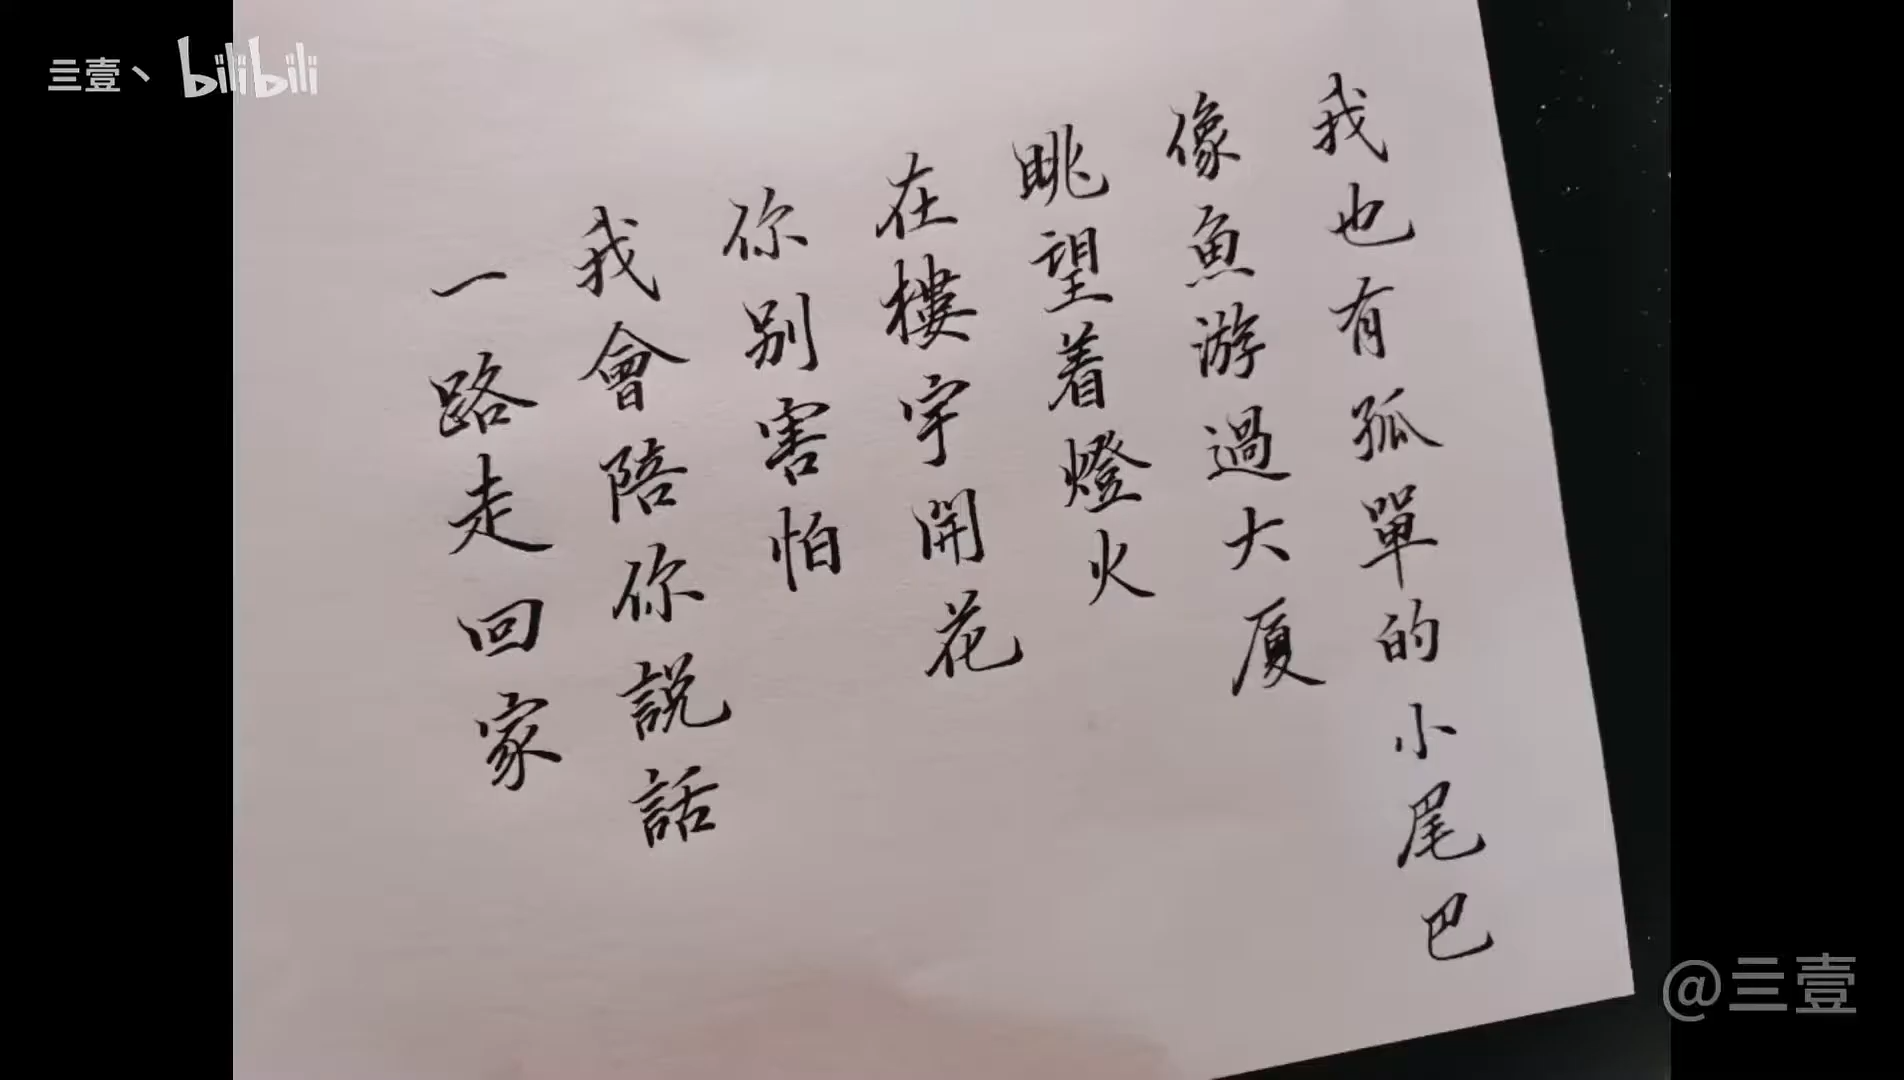 三壹丶 bilibili
我也有孤單的小尾巴
像魚游過大厦
眺望着燈火
在樓宇開花
你别害怕
我會陪你説話
一路走回家
@三壹